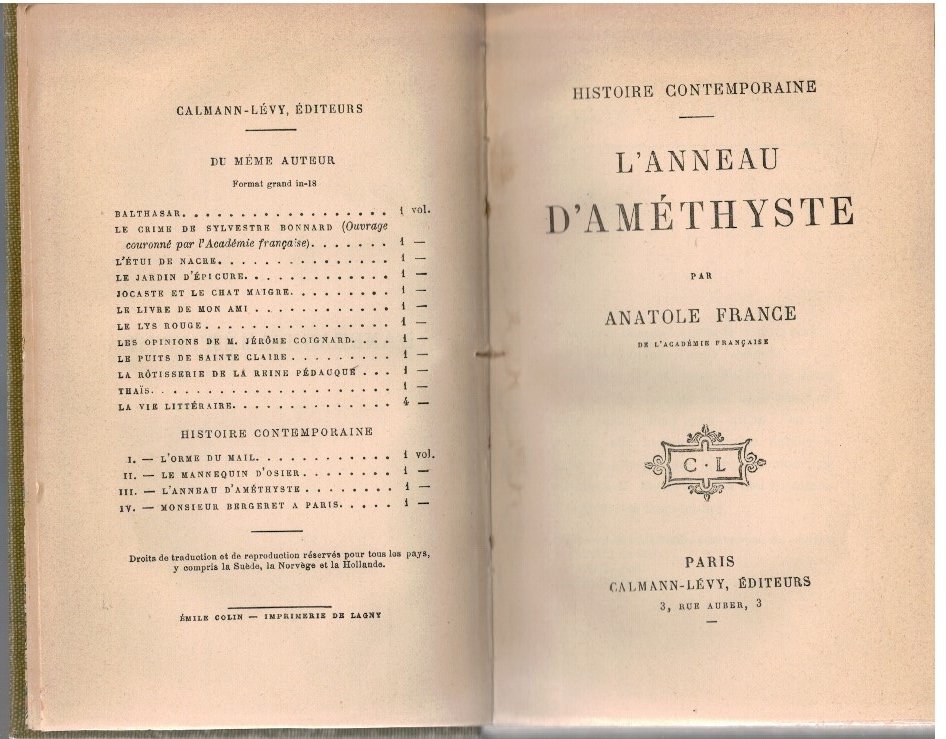 CALMANN-LÉVY, ÉDITEURS
DU MÊME AUTEUR
Format grand in-18
BALTHASAR. . . . . . . . . . . . . . . . . . . 1 vol.
LE CRIME DE SYLVESTRE BONNARD (Ouvrage
couronné par l'Académie française). . . . . . . 1 —
L'ÉTUI DE NACRE. . . . . . . . . . . . . . . . 1 —
LE JARDIN D'ÉPICURE. . . . . . . . . . . . . . 1 —
JOCASTE ET LE CHAT MAIGRE. . . . . . . . . . 1 —
LE LIVRE DE MON AMI . . . . . . . . . . . . . 1 —
LE LYS ROUGE . . . . . . . . . . . . . . . . . 1 —
LES OPINIONS DE M. JÉRÔME COIGNARD. . . . 1 —
LE PUITS DE SAINTE CLAIRE . . . . . . . . . . 1 —
LA RÔTISSERIE DE LA REINE PÉDAUQUE . . . 1 —
THAÏS. . . . . . . . . . . . . . . . . . . . . . 1 —
LA VIE LITTÉRAIRE. . . . . . . . . . . . . . . 4 —
HISTOIRE CONTEMPORAINE
I. — L'ORME DU MAIL. . . . . . . . . . . . . 1 vol.
II. — LE MANNEQUIN D'OSIER . . . . . . . . . 1 —
III. — L'ANNEAU D'AMÉTHYSTE . . . . . . . . 1 —
IV. — MONSIEUR BERGERET A PARIS. . . . . 1 —
Droits de traduction et de reproduction réservés pour tous les pays,
y compris la Suède, la Norvège et la Hollande.
ÉMILE COLIN — IMPRIMERIE DE LAGNY
HISTOIRE CONTEMPORAINE
L'ANNEAU
D'AMÉTHYSTE
PAR
ANATOLE FRANCE
DE L'ACADÉMIE FRANÇAISE
C · L
PARIS
CALMANN-LÉVY, ÉDITEURS
3, RUE AUBER, 3